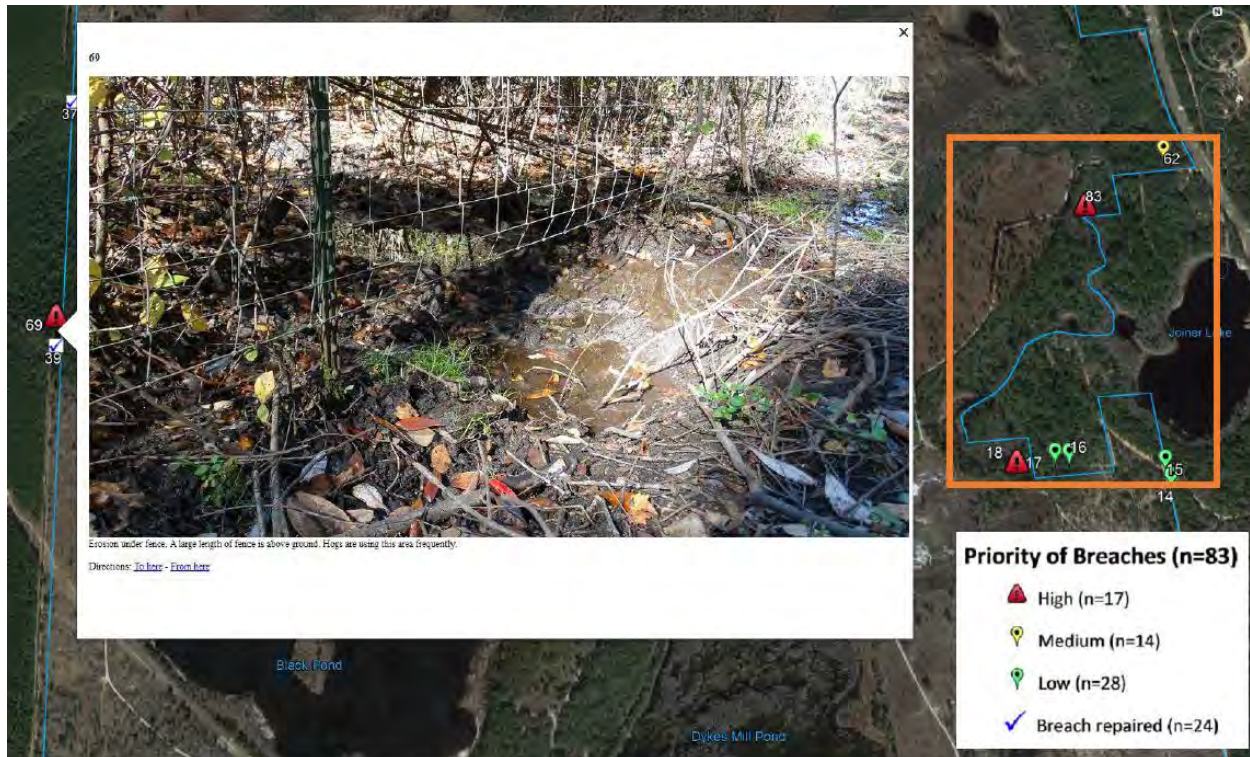 N
×
69
37
62
83
69
39
Joiner Lake
18
17
16
15
14
Erosion under fence. A large length of fence is above ground. Hogs are using this area frequently.
Directions: To here - From here
Priority of Breaches (n=83)
High (n=17)
Medium (n=14)
Low (n=28)
Breach repaired (n=24)
Black Pond
Dykes Mill Pond